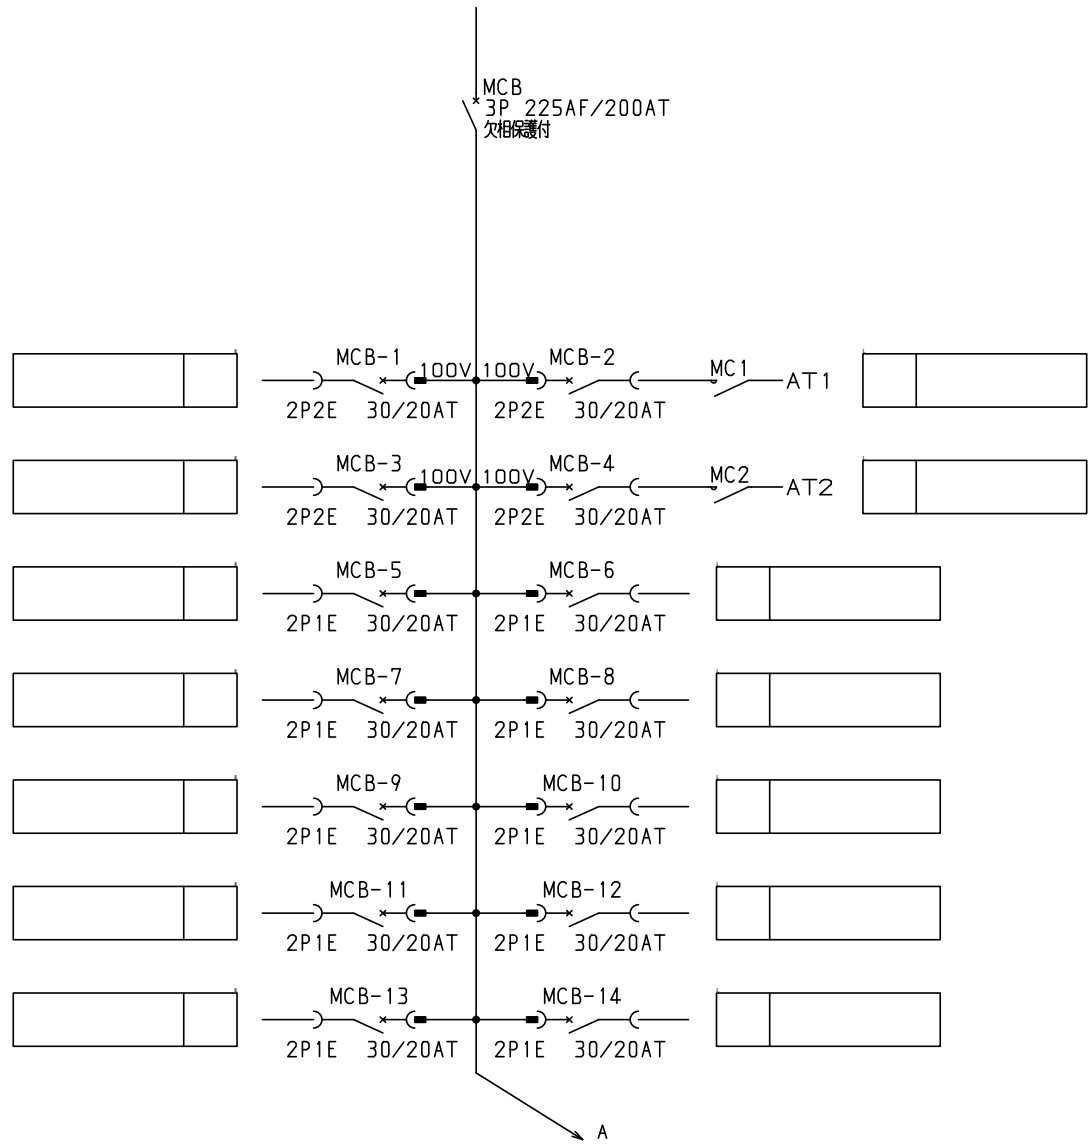 MCB
3P 225AF/200AT
欠相保護付
MCB-1
100V
100V
MCB-2
MC1
AT1
2P2E 30/20AT
2P2E 30/20AT
MCB-3
100V
100V
MCB-4
MC2
AT2
2P2E 30/20AT
2P2E 30/20AT
MCB-5
MCB-6
2P1E 30/20AT
2P1E 30/20AT
MCB-7
MCB-8
2P1E 30/20AT
2P1E 30/20AT
MCB-9
MCB-10
2P1E 30/20AT
2P1E 30/20AT
MCB-11
MCB-12
2P1E 30/20AT
2P1E 30/20AT
MCB-13
MCB-14
2P1E 30/20AT
2P1E 30/20AT
A